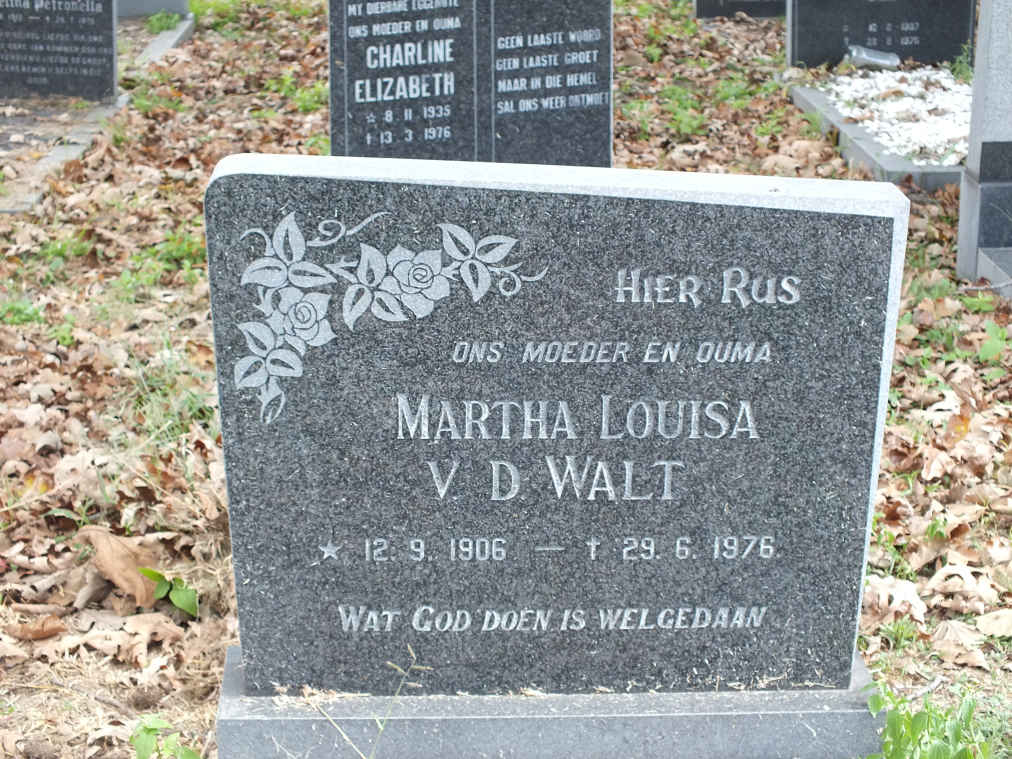 Petronella
MY DIERBARE EGGENOTE
ONS MOEDER EN OUMA
CHARLINE
ELIZABETH
☆ 8 11 1935
† 13 3 1976
GEEN LAASTE WOORD
GEEN LAASTE GROET
MAAR IN DIE HEMEL
SAL ONS WEER ONTMOET
HIER RUS
ONS MOEDER EN OUMA
MARTHA LOUISA
V. D. WALT
★ 12. 9. 1906 — † 29. 6. 1976
WAT GOD DOEN IS WELGEDAAN